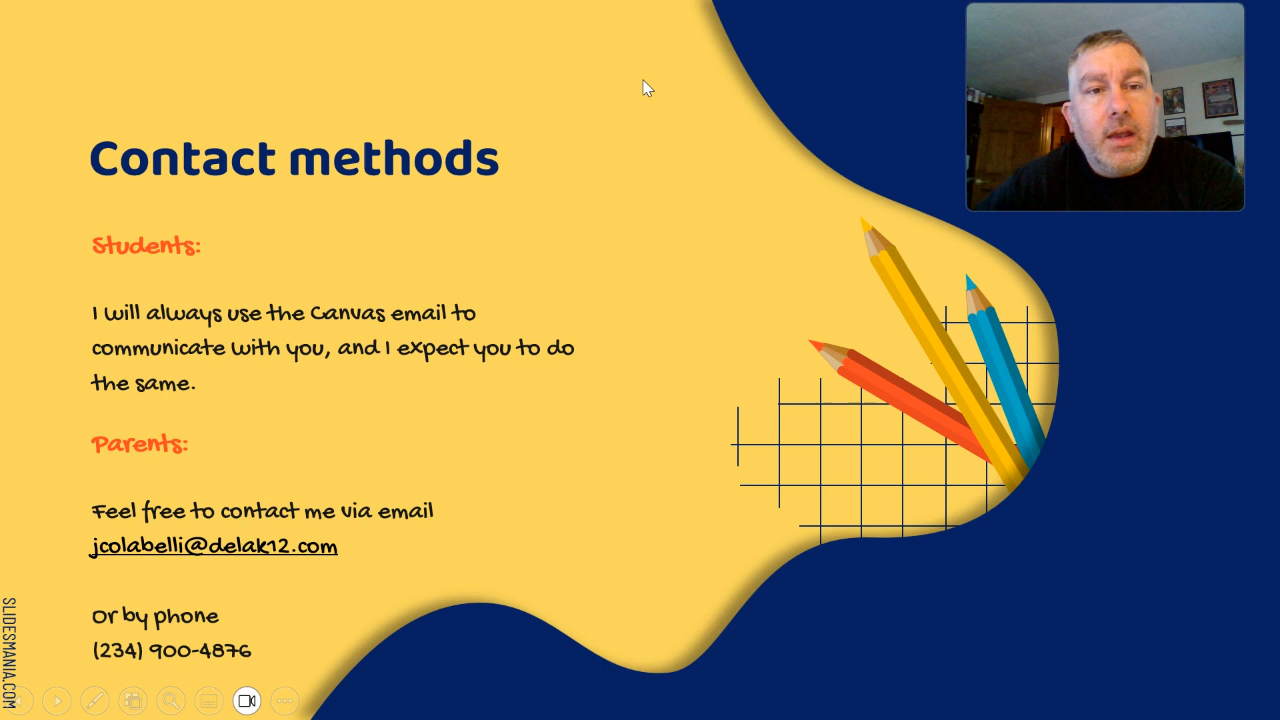 Contact methods
Students:
I will always use the Canvas email to
communicate with you, and I expect you to do
the same.
Parents:
Feel free to contact me via email
jcolabelli@delak12.com
Or by phone
(234) 900-4876
SLIDESMANIA.COM